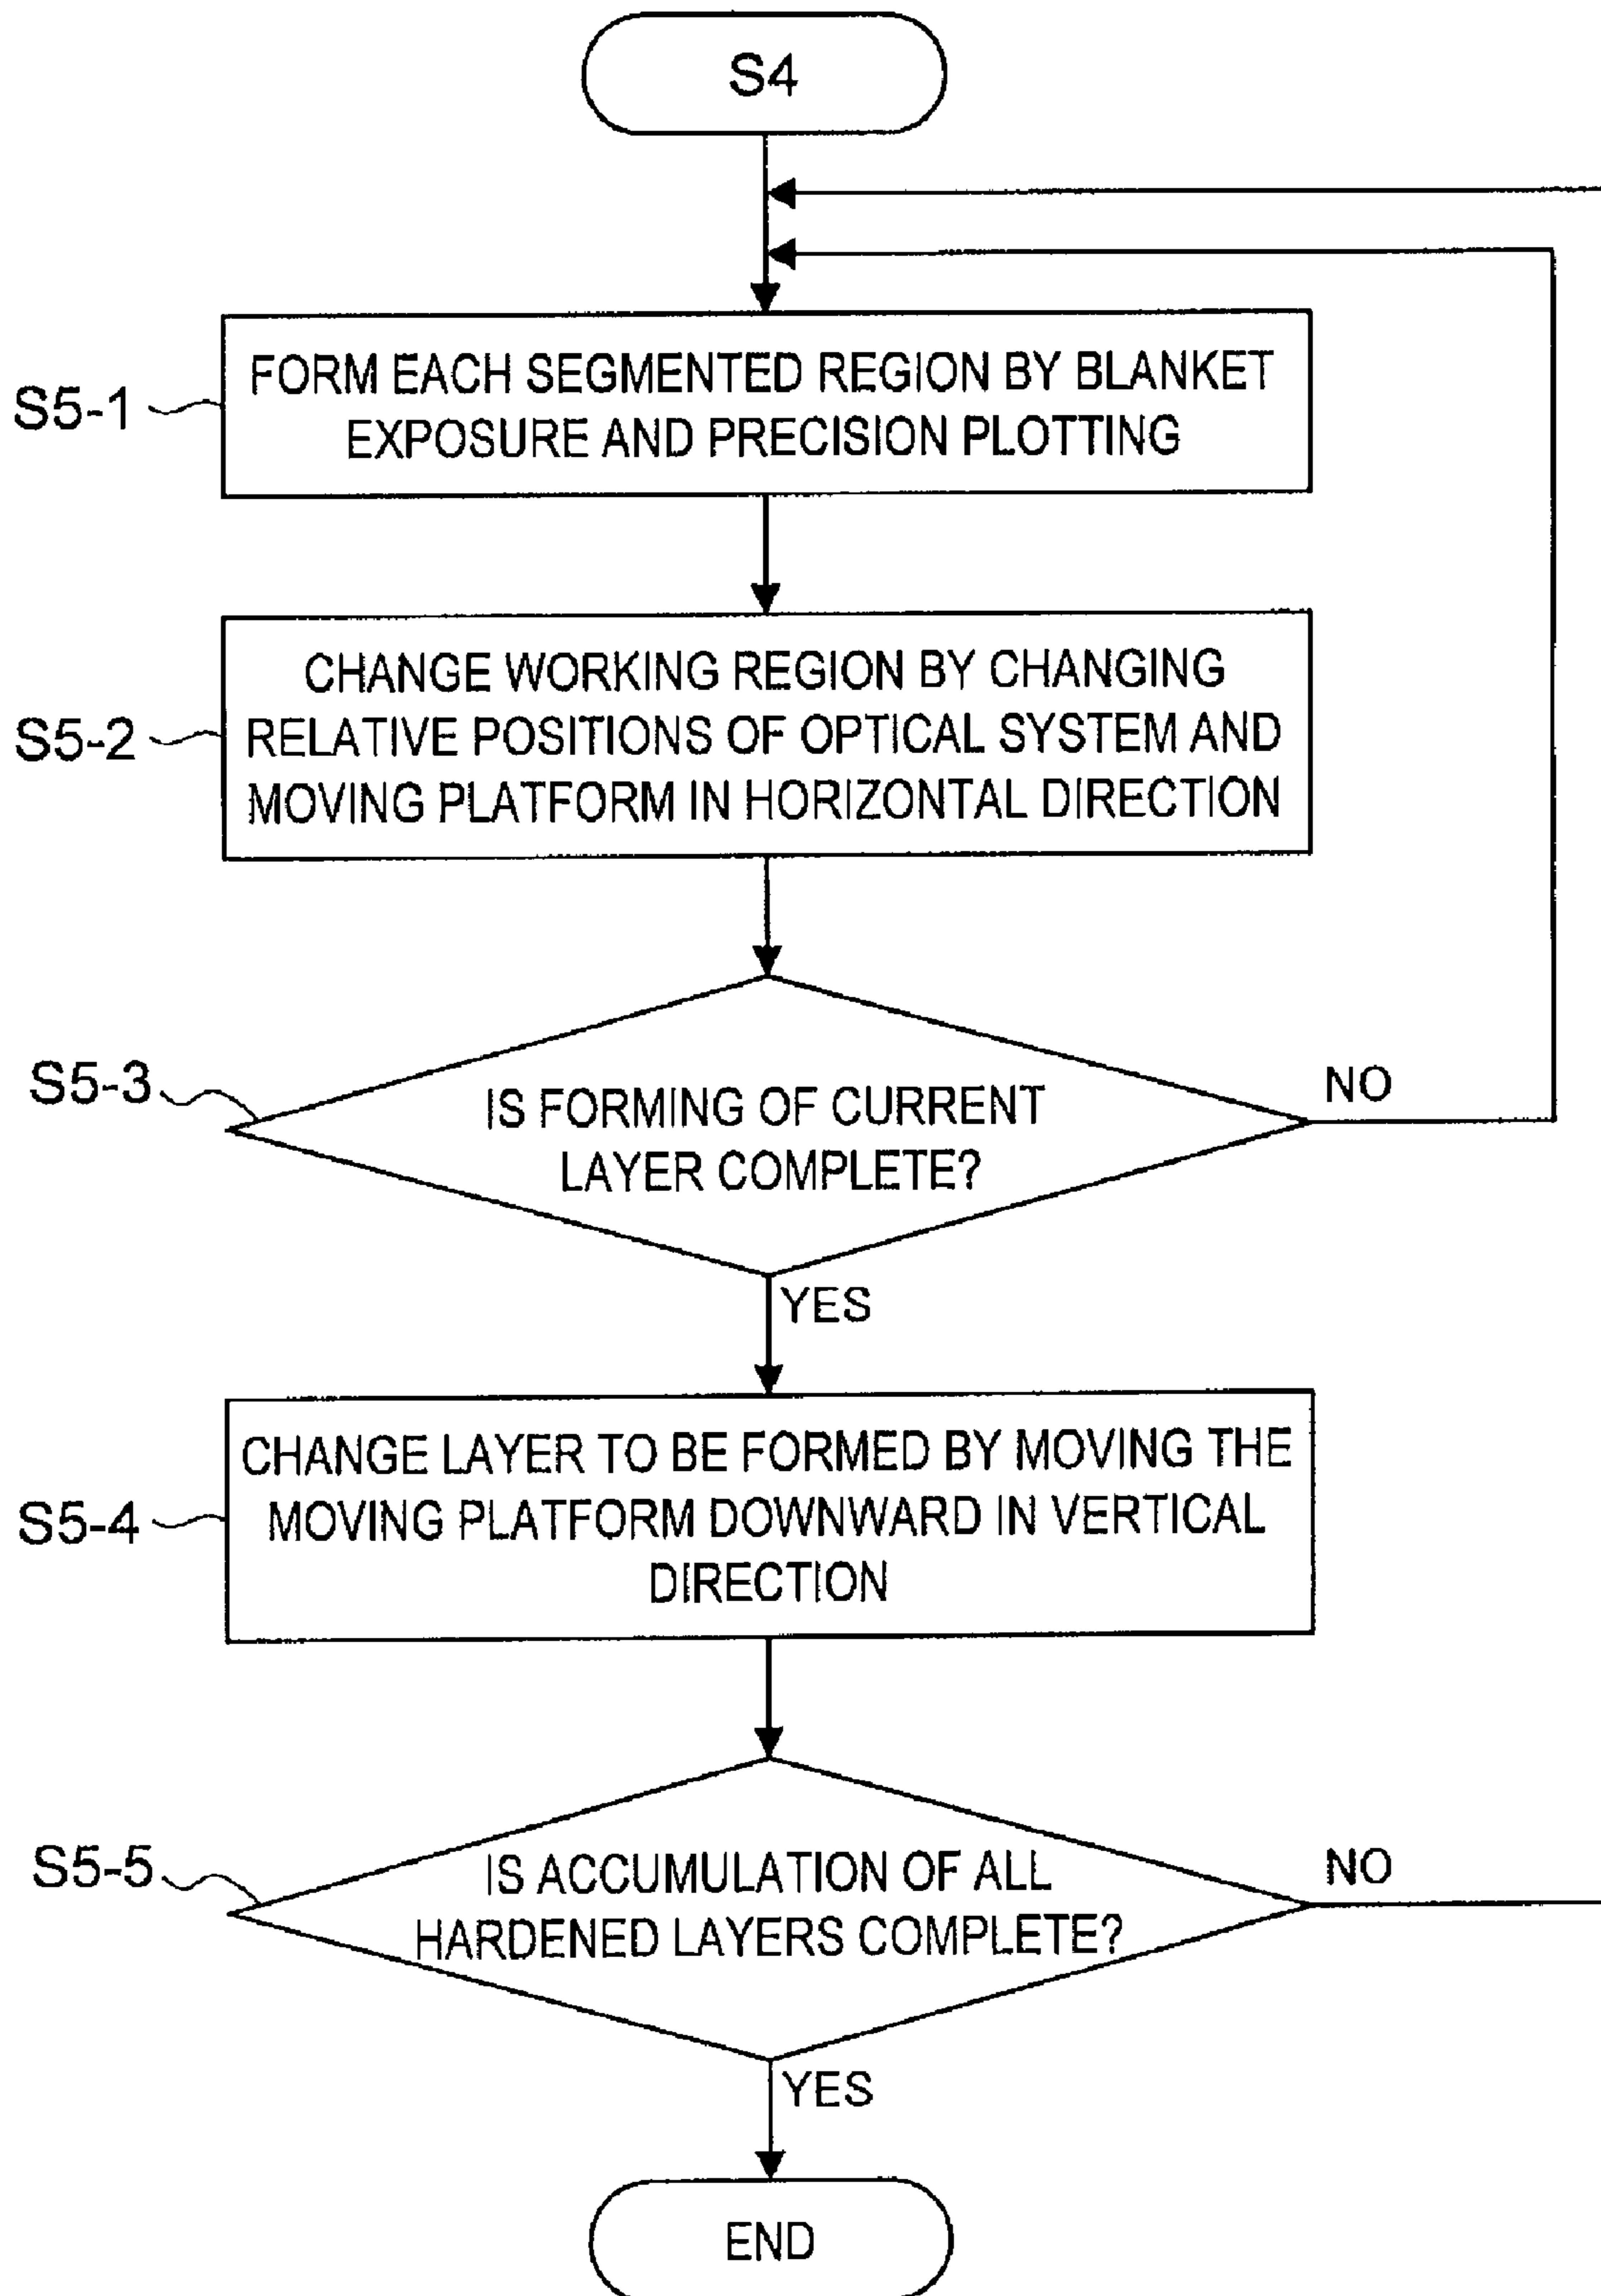 S4
S5-1
FORM EACH SEGMENTED REGION BY BLANKET
EXPOSURE AND PRECISION PLOTTING
S5-2
CHANGE WORKING REGION BY CHANGING
RELATIVE POSITIONS OF OPTICAL SYSTEM AND
MOVING PLATFORM IN HORIZONTAL DIRECTION
S5-3
IS FORMING OF CURRENT
LAYER COMPLETE?
NO
YES
S5-4
CHANGE LAYER TO BE FORMED BY MOVING THE
MOVING PLATFORM DOWNWARD IN VERTICAL
DIRECTION
S5-5
IS ACCUMULATION OF ALL
HARDENED LAYERS COMPLETE?
NO
YES
END